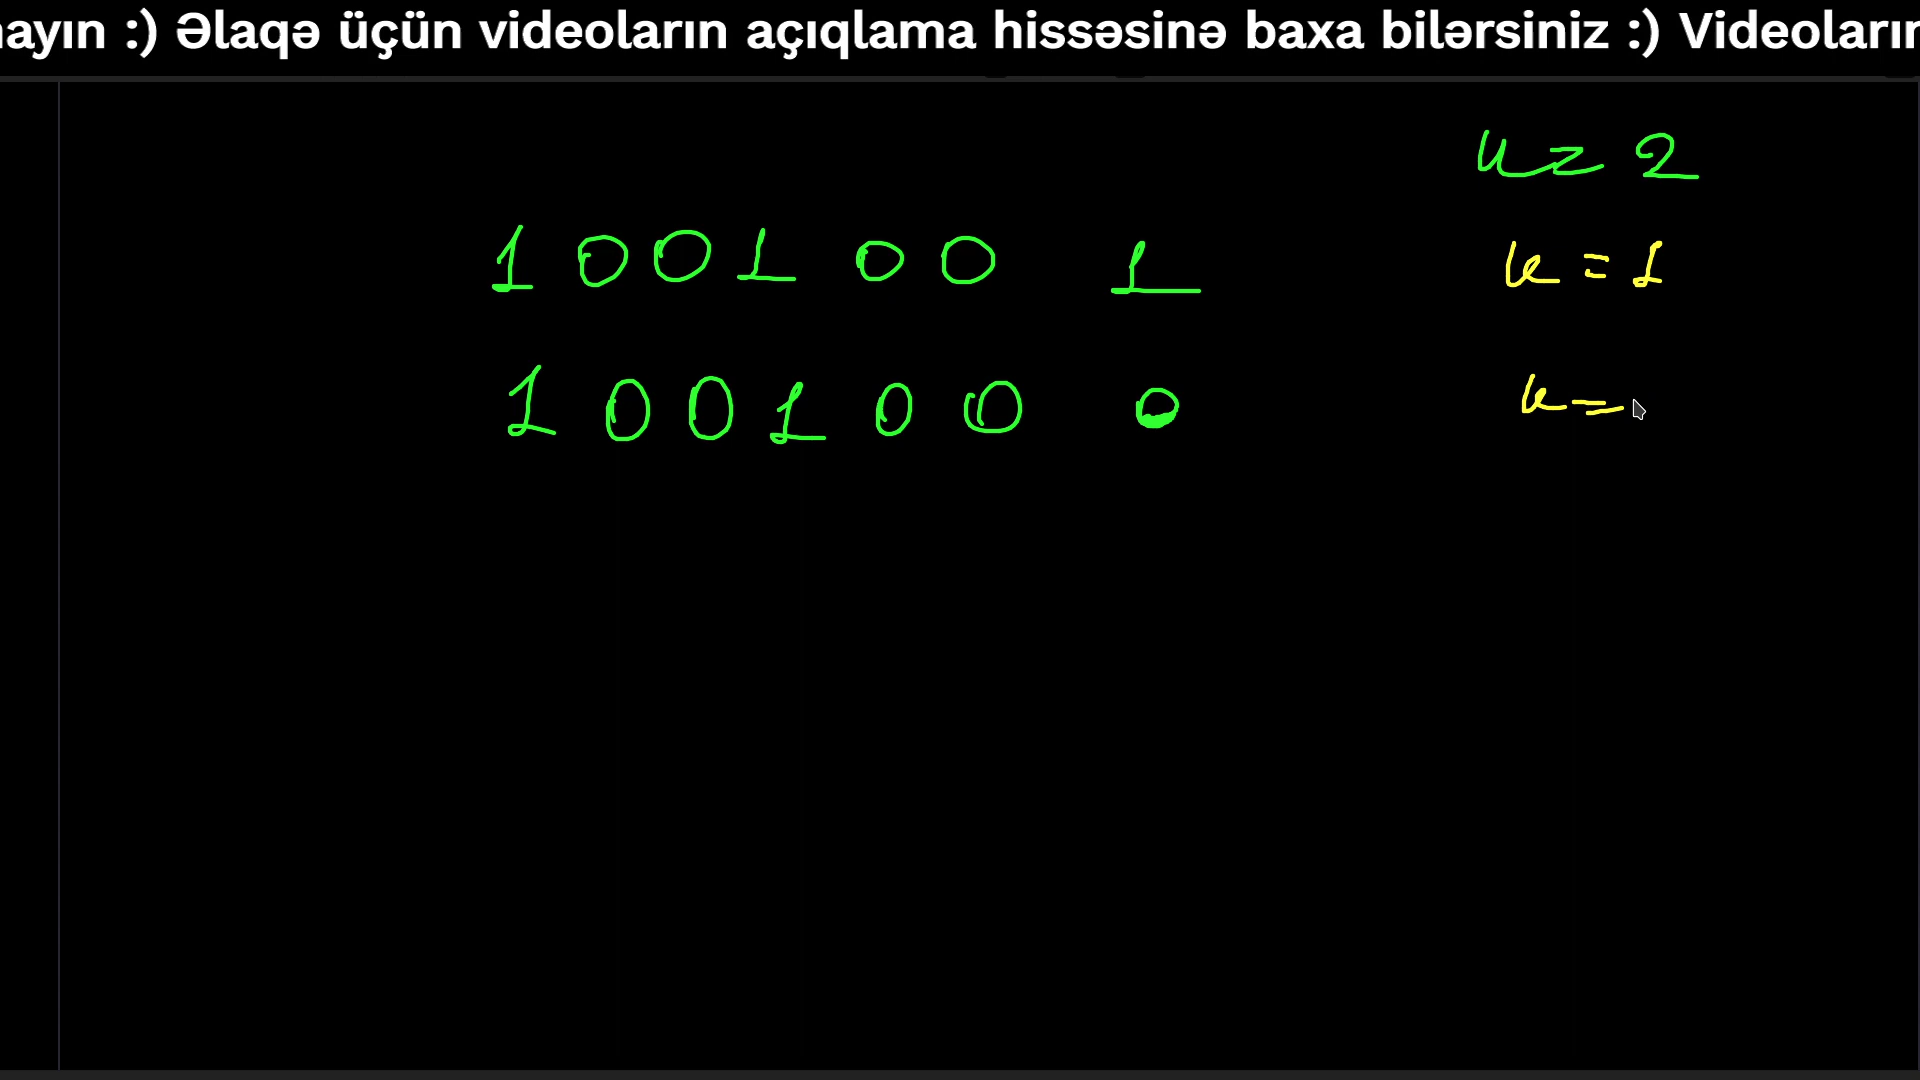 ayın :) Əlaqə üçün videoların açıqlama hissəsinə baxa bilərsiniz :) Videoların
k = 2
1 0 0 1 0 0 1
k = 1
1 0 0 1 0 0 0
k =